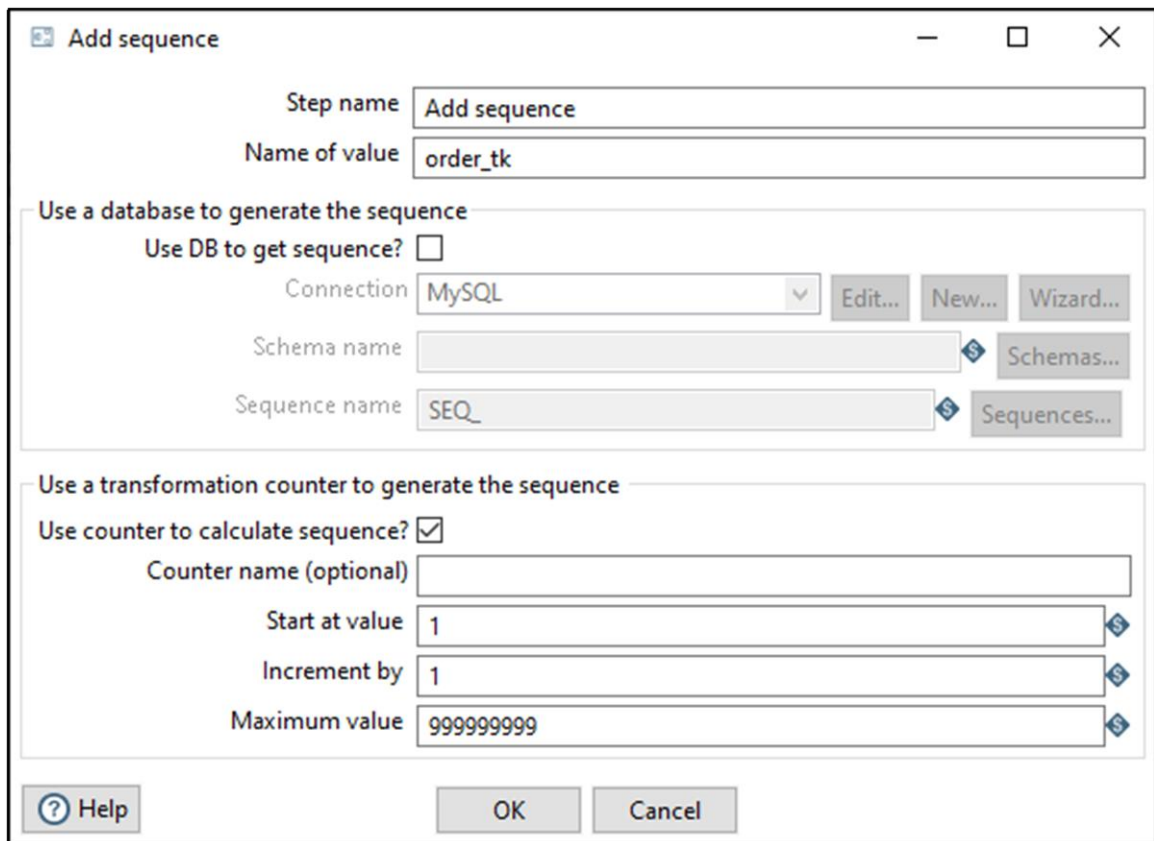 Add sequence
Step name Add sequence
Name of value order_tk
Use a database to generate the sequence
Use DB to get sequence?
Connection MySQL Edit... New... Wizard...
Schema name Schemas...
Sequence name SEQ_ Sequences...
Use a transformation counter to generate the sequence
Use counter to calculate sequence?
Counter name (optional)
Start at value 1
Increment by 1
Maximum value 999999999
Help OK Cancel